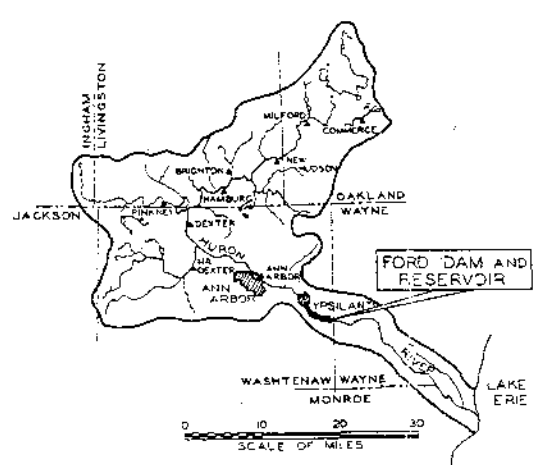 INGHAM
LIVINGSTON
MILFORD
COMMERCE
BRIGHTON
NEW
HUDSON
HAMBURG
OAKLAND
WAYNE
JACKSON
PINKNEY
DEXTER
HURON
DEXTER
ANN
ARBOR
ANN
ARBOR
YPSILANTI
FORD DAM AND
RESERVOIR
RIVER
WASHTENAW WAYNE
MONROE
LAKE
ERIE
0 10 20 30
SCALE OF MILES